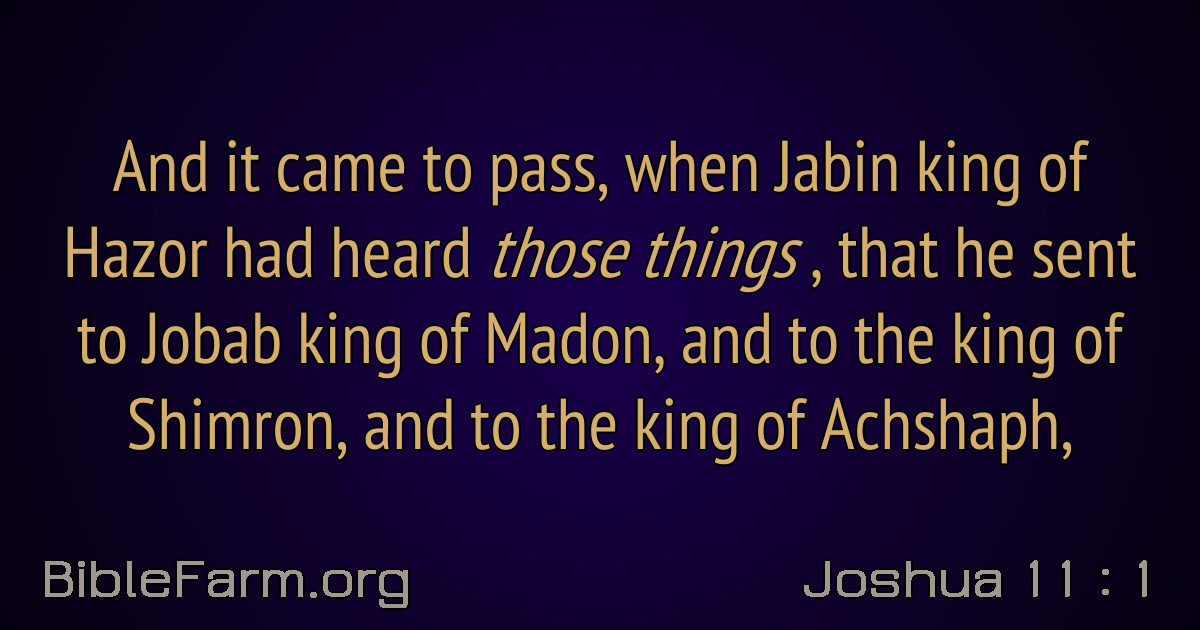 And it came to pass, when Jabin king of
Hazor had heard those things , that he sent
to Jobab king of Madon, and to the king of
Shimron, and to the king of Achshaph,
BibleFarm.org
Joshua 11 : 1